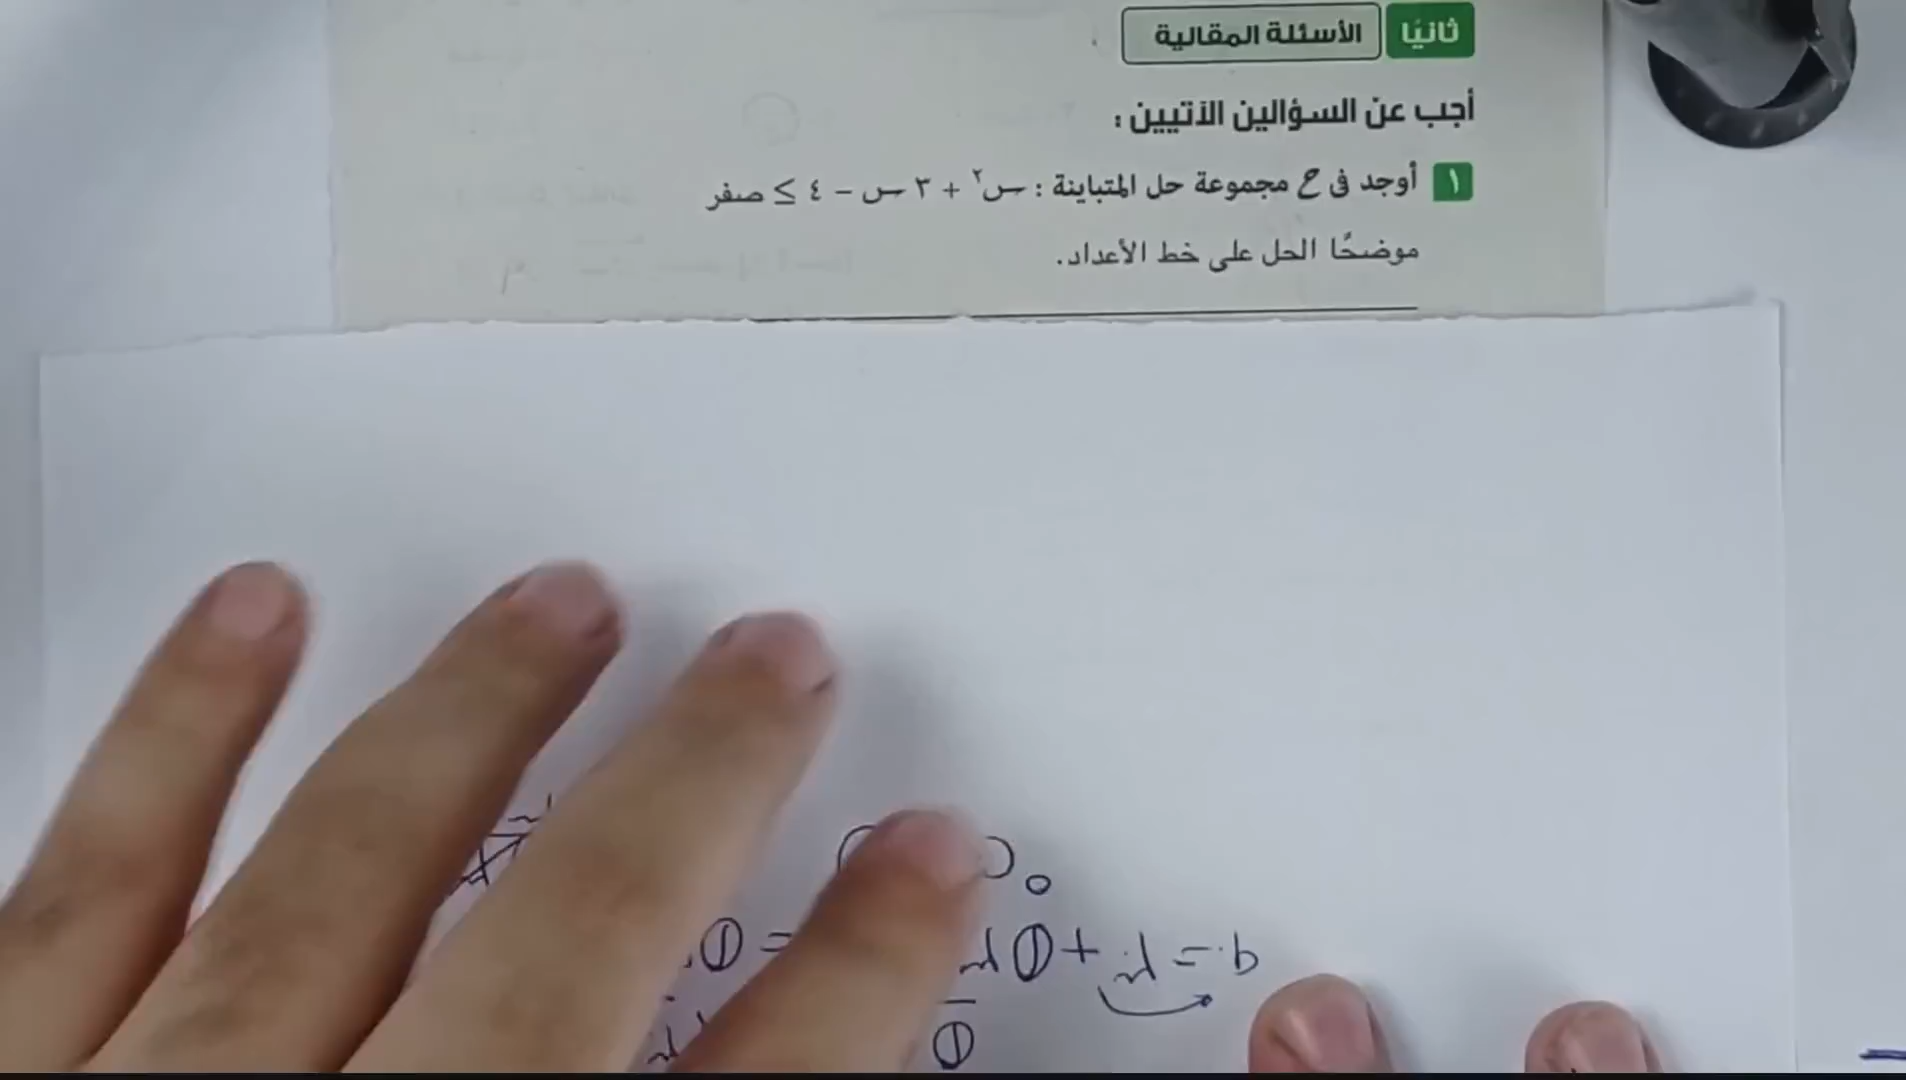 ثانيًا الأسئلة المقالية
أجب عن السؤالين الآتيين :
١ أوجد فى ح مجموعة حل المتباينة : س٢ + ٣ س − ٤ ≤ صفر
موضحًا الحل على خط الأعداد.